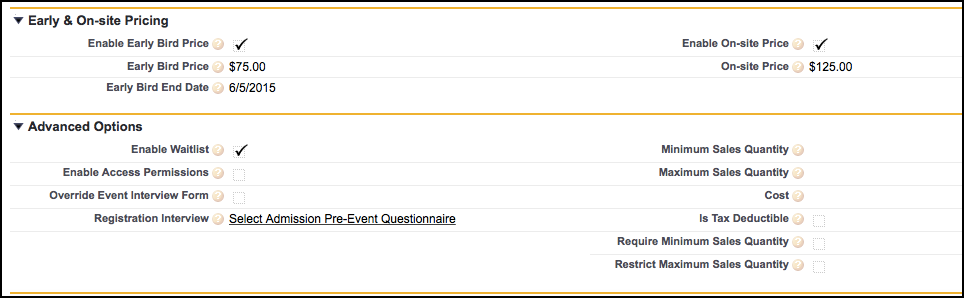 Early & On-site Pricing
Enable Early Bird Price ? Enable On-site Price ?
Early Bird Price ? $75.00 On-site Price ? $125.00
Early Bird End Date ? 6/5/2015
Advanced Options
Enable Waitlist ? Minimum Sales Quantity ?
Enable Access Permissions ? Maximum Sales Quantity ?
Override Event Interview Form ? Cost ?
Registration Interview ? Select Admission Pre-Event Questionnaire Is Tax Deductible ?
Require Minimum Sales Quantity ?
Restrict Maximum Sales Quantity ?